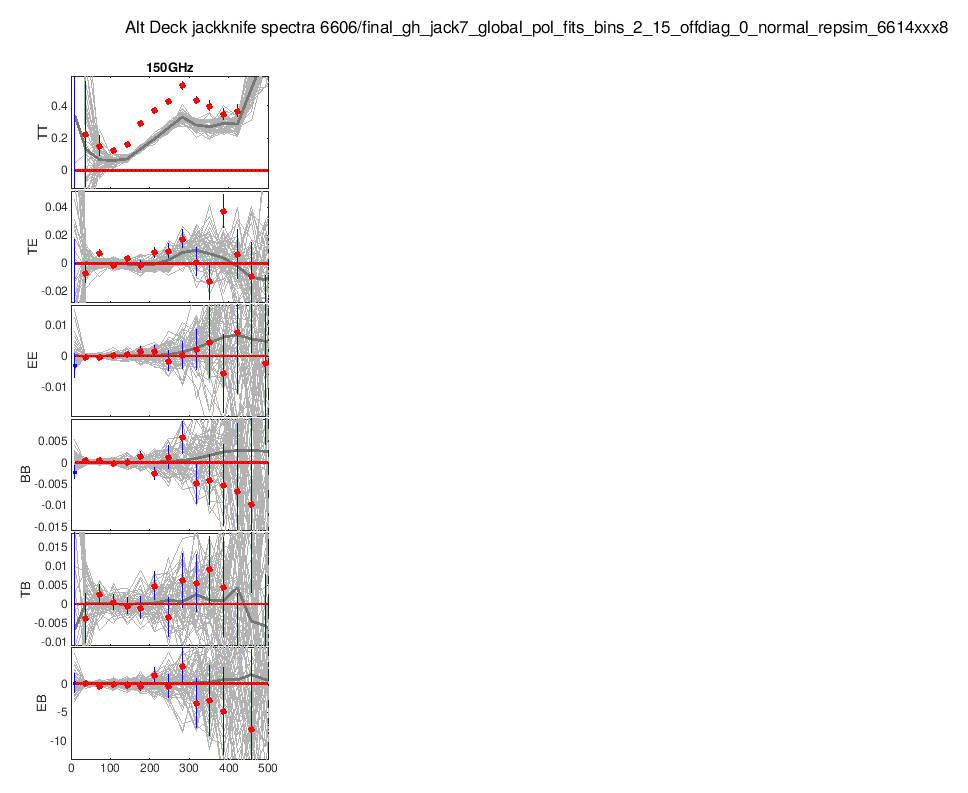 Alt Deck jackknife spectra 6606/final_gh_jack7_global_pol_fits_bins_2_15_offdiag_0_normal_repsim_6614xxx8
150GHz
0.4
0.2
0
TT
0.04
0.02
0
-0.02
TE
0.01
0
-0.01
EE
0.005
0
-0.005
-0.01
-0.015
BB
0.015
0.01
0.005
0
-0.005
-0.01
TB
0
-5
-10
EB
0 100 200 300 400 500